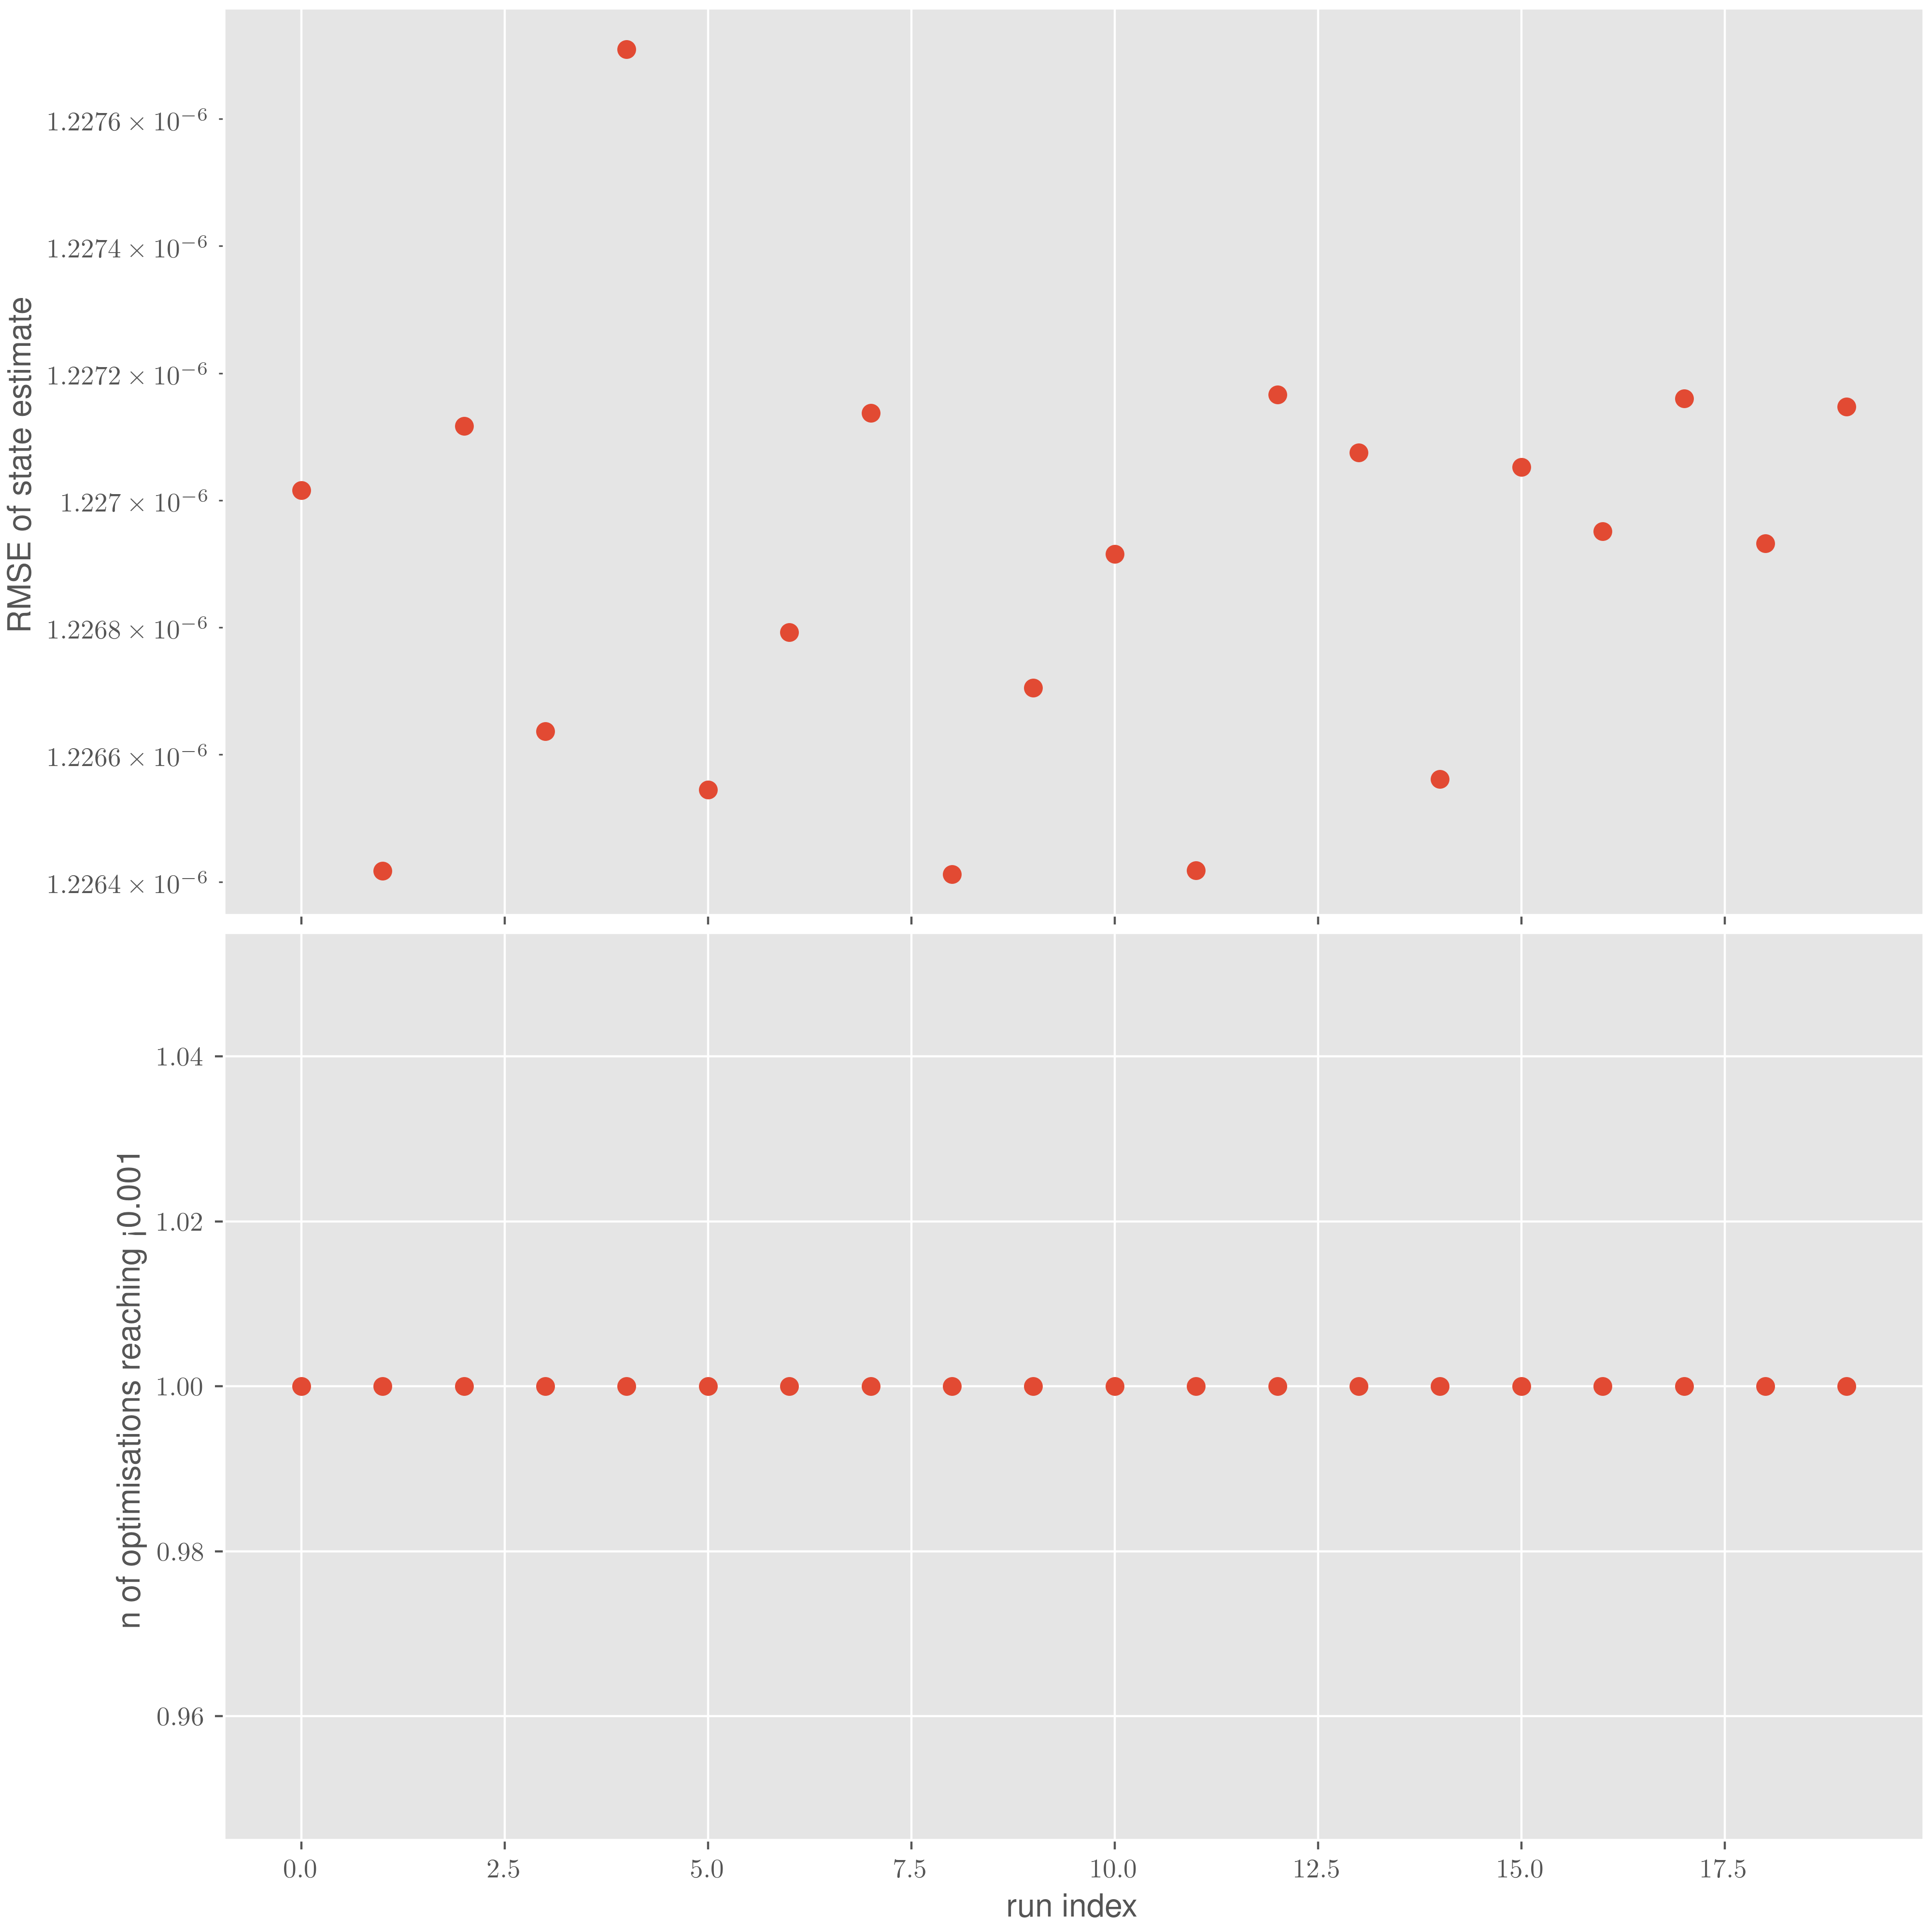 RMSE of state estimate
1.2276 × 10⁻⁶
1.2274 × 10⁻⁶
1.2272 × 10⁻⁶
1.227 × 10⁻⁶
1.2268 × 10⁻⁶
1.2266 × 10⁻⁶
1.2264 × 10⁻⁶
n of optimisations reaching ¡0.001
1.04
1.02
1.00
0.98
0.96
0.0 2.5 5.0 7.5 10.0 12.5 15.0 17.5
run index